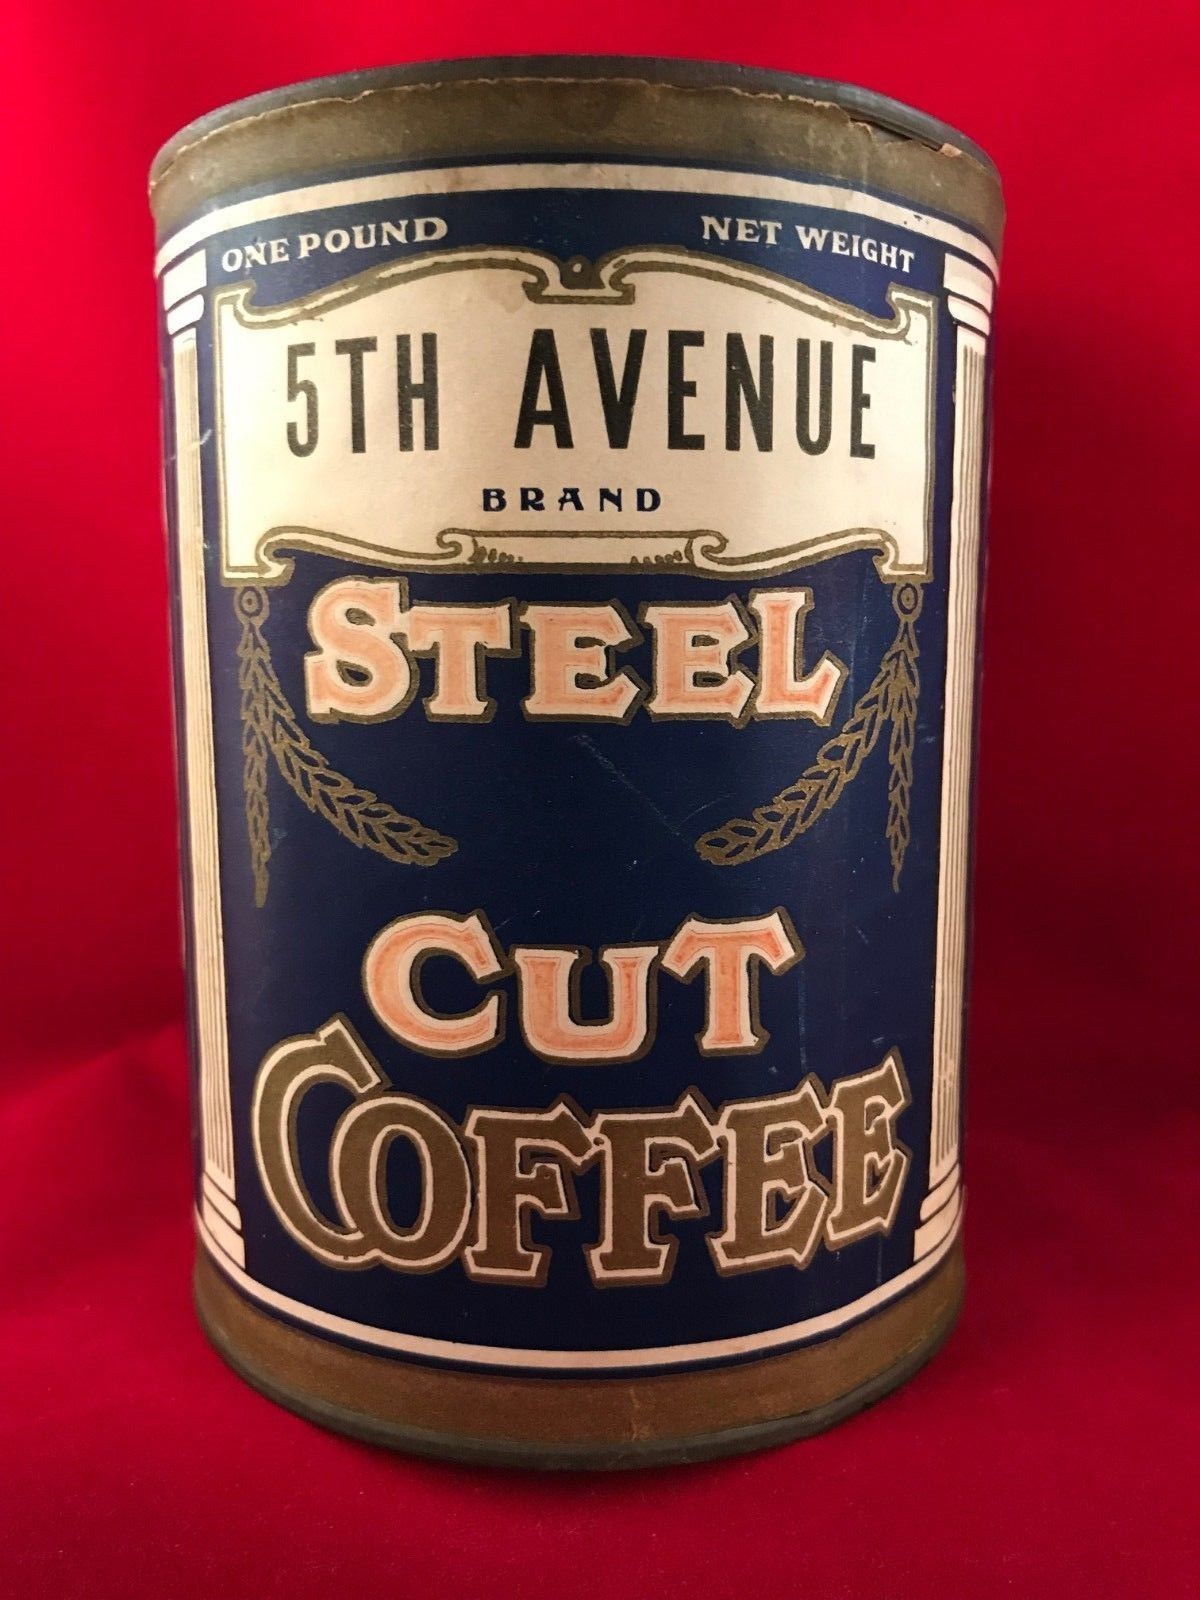 ONE POUND NET WEIGHT
5TH AVENUE
BRAND
STEEL
CUT
COFFEE